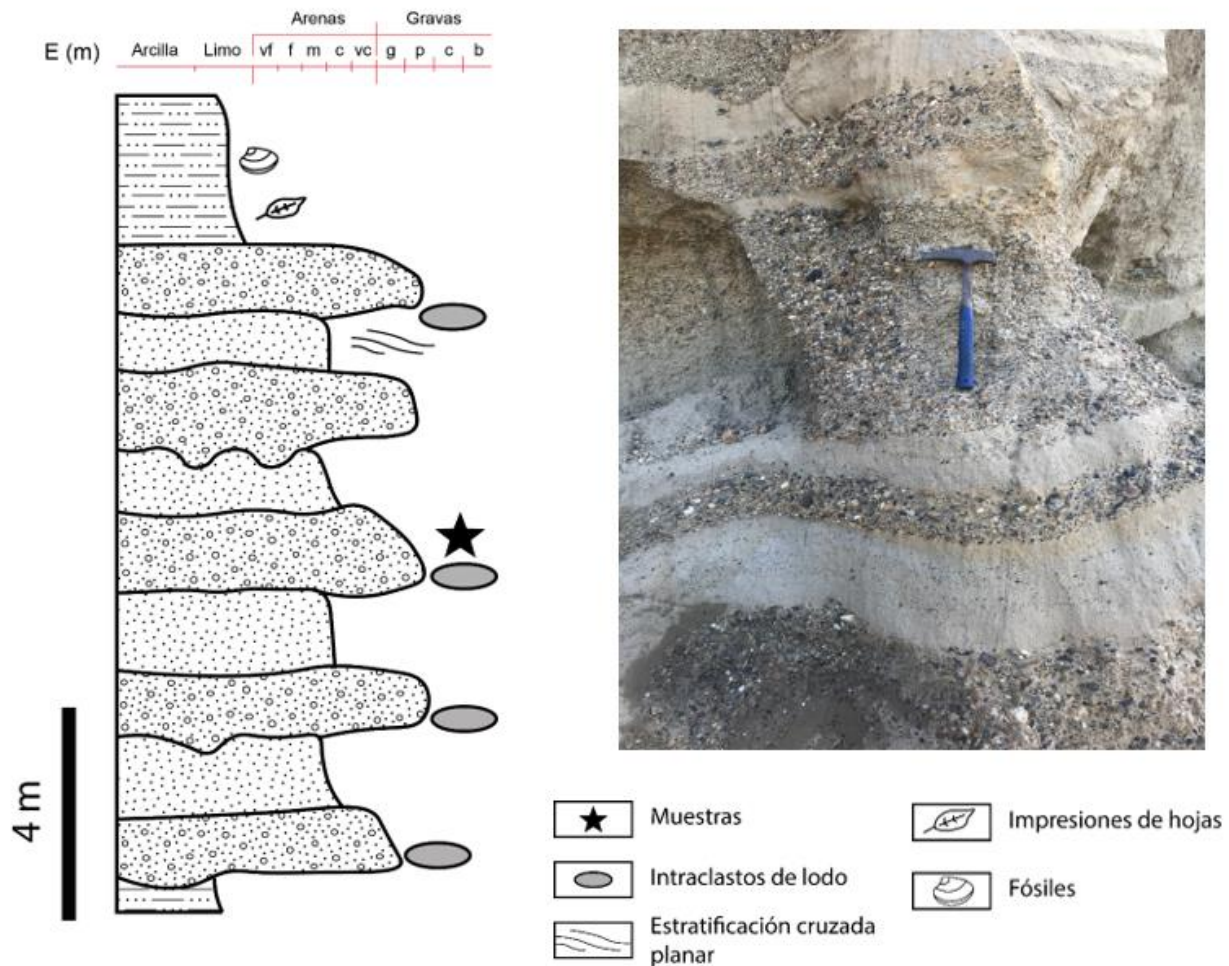 Arenas Gravas
E (m) Arcilla Limo vf f m c vc g p c b
4 m
Muestras
Intraclastos de lodo
Estratificación cruzada
planar
Impresiones de hojas
Fósiles